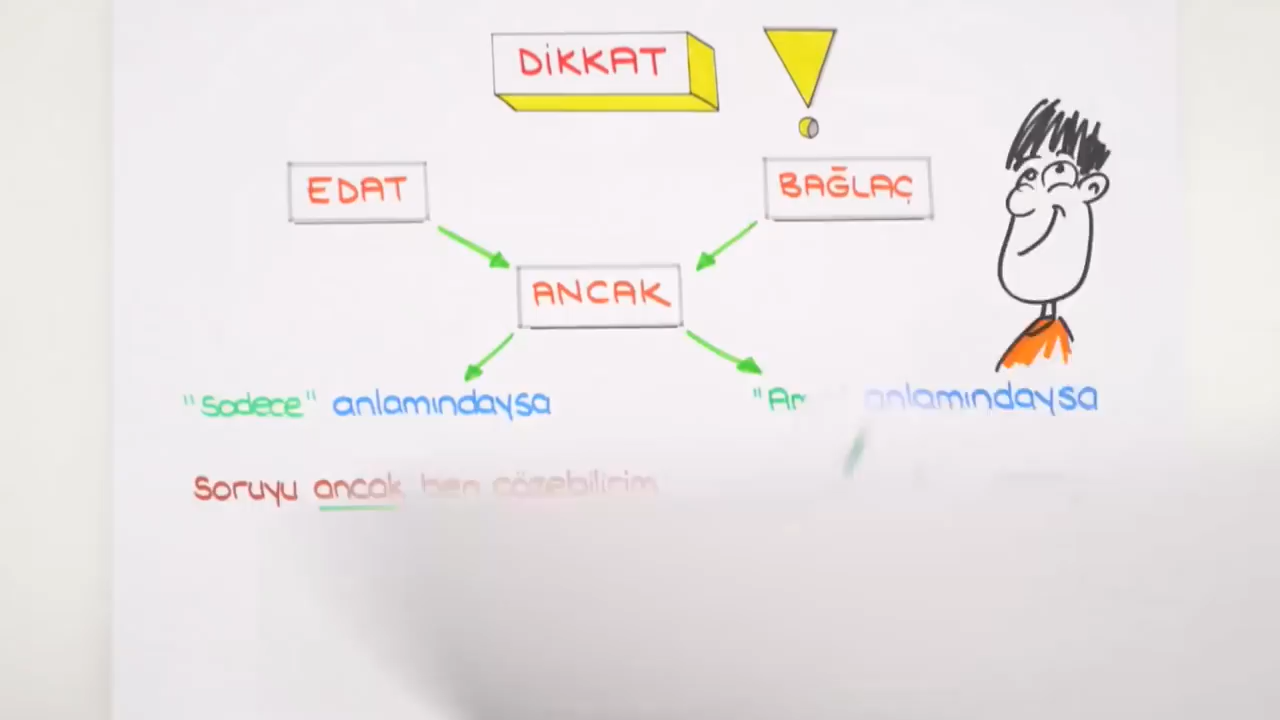 DİKKAT !
EDAT
BAĞLAÇ
ANCAK
"Sadece" anlamındaysa
anlamındaysa
Soruyu ancak ben çözebilirim